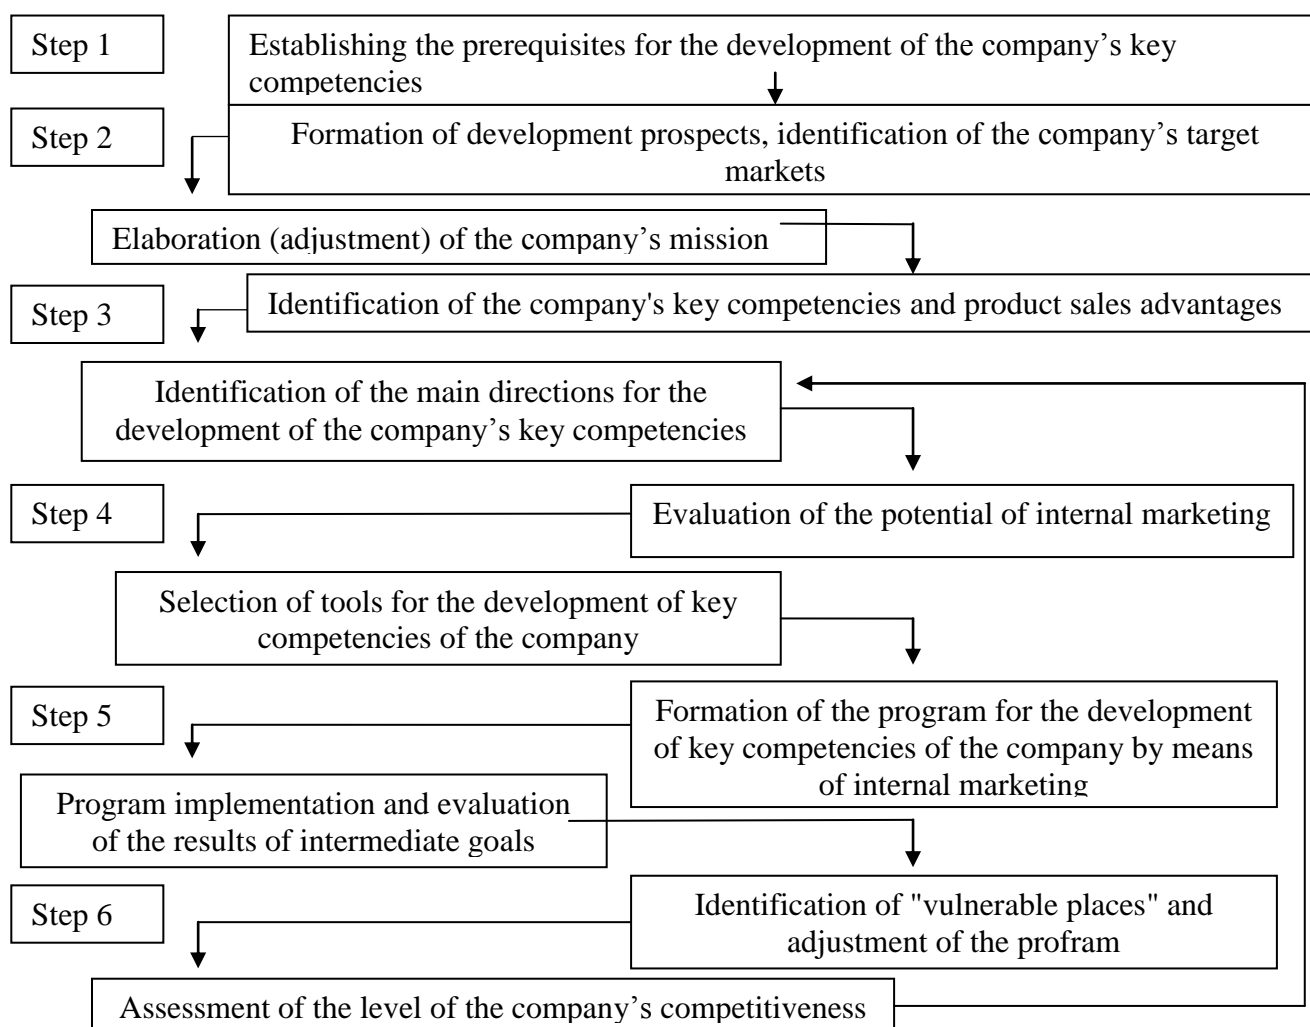 Step 1
Establishing the prerequisites for the development of the company’s key
competencies
Step 2
Formation of development prospects, identification of the company’s target
markets
Elaboration (adjustment) of the company’s mission
Step 3
Identification of the company's key competencies and product sales advantages
Identification of the main directions for the
development of the company’s key competencies
Step 4
Evaluation of the potential of internal marketing
Selection of tools for the development of key
competencies of the company
Step 5
Formation of the program for the development
of key competencies of the company by means
of internal marketing
Program implementation and evaluation
of the results of intermediate goals
Step 6
Identification of "vulnerable places" and
adjustment of the profram
Assessment of the level of the company’s competitiveness